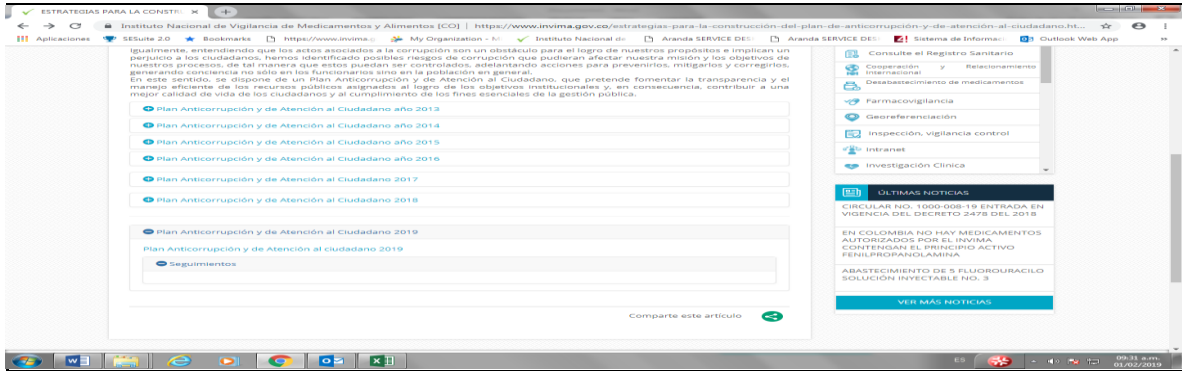 ESTRATEGIAS PARA LA CONSTR
Instituto Nacional de Vigilancia de Medicamentos y Alimentos [CO] | https://www.invima.gov.co/estrategias-para-la-construcción-del-plan-de-anticorrupción-y-de-atención-al-ciudadano.ht...
Aplicaciones SESuite 2.0 Bookmarks https://www.invima.g My Organization - M Instituto Nacional de Aranda SERVICE DES Aranda SERVICE DES Sistema de Informac Outlook Web App »
Igualmente, entendiendo que los actos asociados a la corrupción son un obstáculo para el logro de nuestros propósitos e implican un
perjuicio a los ciudadanos, hemos identificado posibles riesgos de corrupción que pudieran afectar nuestra misión y los objetivos de
nuestros procesos, de tal manera que estos puedan ser controlados, adelantando acciones para prevenirlos, mitigarlos y corregirlos,
generando conciencia no sólo en los funcionarios sino en la población en general.
En este sentido, se dispone de un Plan Anticorrupción y de Atención al Ciudadano, que pretende fomentar la transparencia y el
manejo eficiente de los recursos públicos asignados al logro de los objetivos institucionales y, en consecuencia, contribuir a una
mejor calidad de vida de los ciudadanos y al cumplimiento de los fines esenciales de la gestión pública.
Plan Anticorrupción y de Atención al Ciudadano año 2013
Plan Anticorrupción y de Atención al Ciudadano año 2014
Plan Anticorrupción y de Atención al Ciudadano año 2015
Plan Anticorrupción y de Atención al Ciudadano año 2016
Plan Anticorrupción y de Atención al Ciudadano 2017
Plan Anticorrupción y de Atención al Ciudadano 2018
Plan Anticorrupción y de Atención al Ciudadano 2019
Plan Anticorrupción y de Atención al ciudadano 2019
Seguimientos
Comparte este artículo
Consulte el Registro Sanitario
Cooperación y Relacionamiento
Internacional
Desabastecimiento de medicamentos
Farmacovigilancia
Georeferenciación
Inspección, vigilancia control
Intranet
Investigación Clínica
ÚLTIMAS NOTICIAS
CIRCULAR NO. 1000-008-19 ENTRADA EN
VIGENCIA DEL DECRETO 2478 DEL 2018
EN COLOMBIA NO HAY MEDICAMENTOS
AUTORIZADOS POR EL INVIMA
CONTENGAN EL PRINCIPIO ACTIVO
FENILPROPANOLAMINA
ABASTECIMIENTO DE 5 FLUOROURACILO
SOLUCIÓN INYECTABLE NO. 3
VER MÁS NOTICIAS
ES
09:31 a.m.
01/02/2019